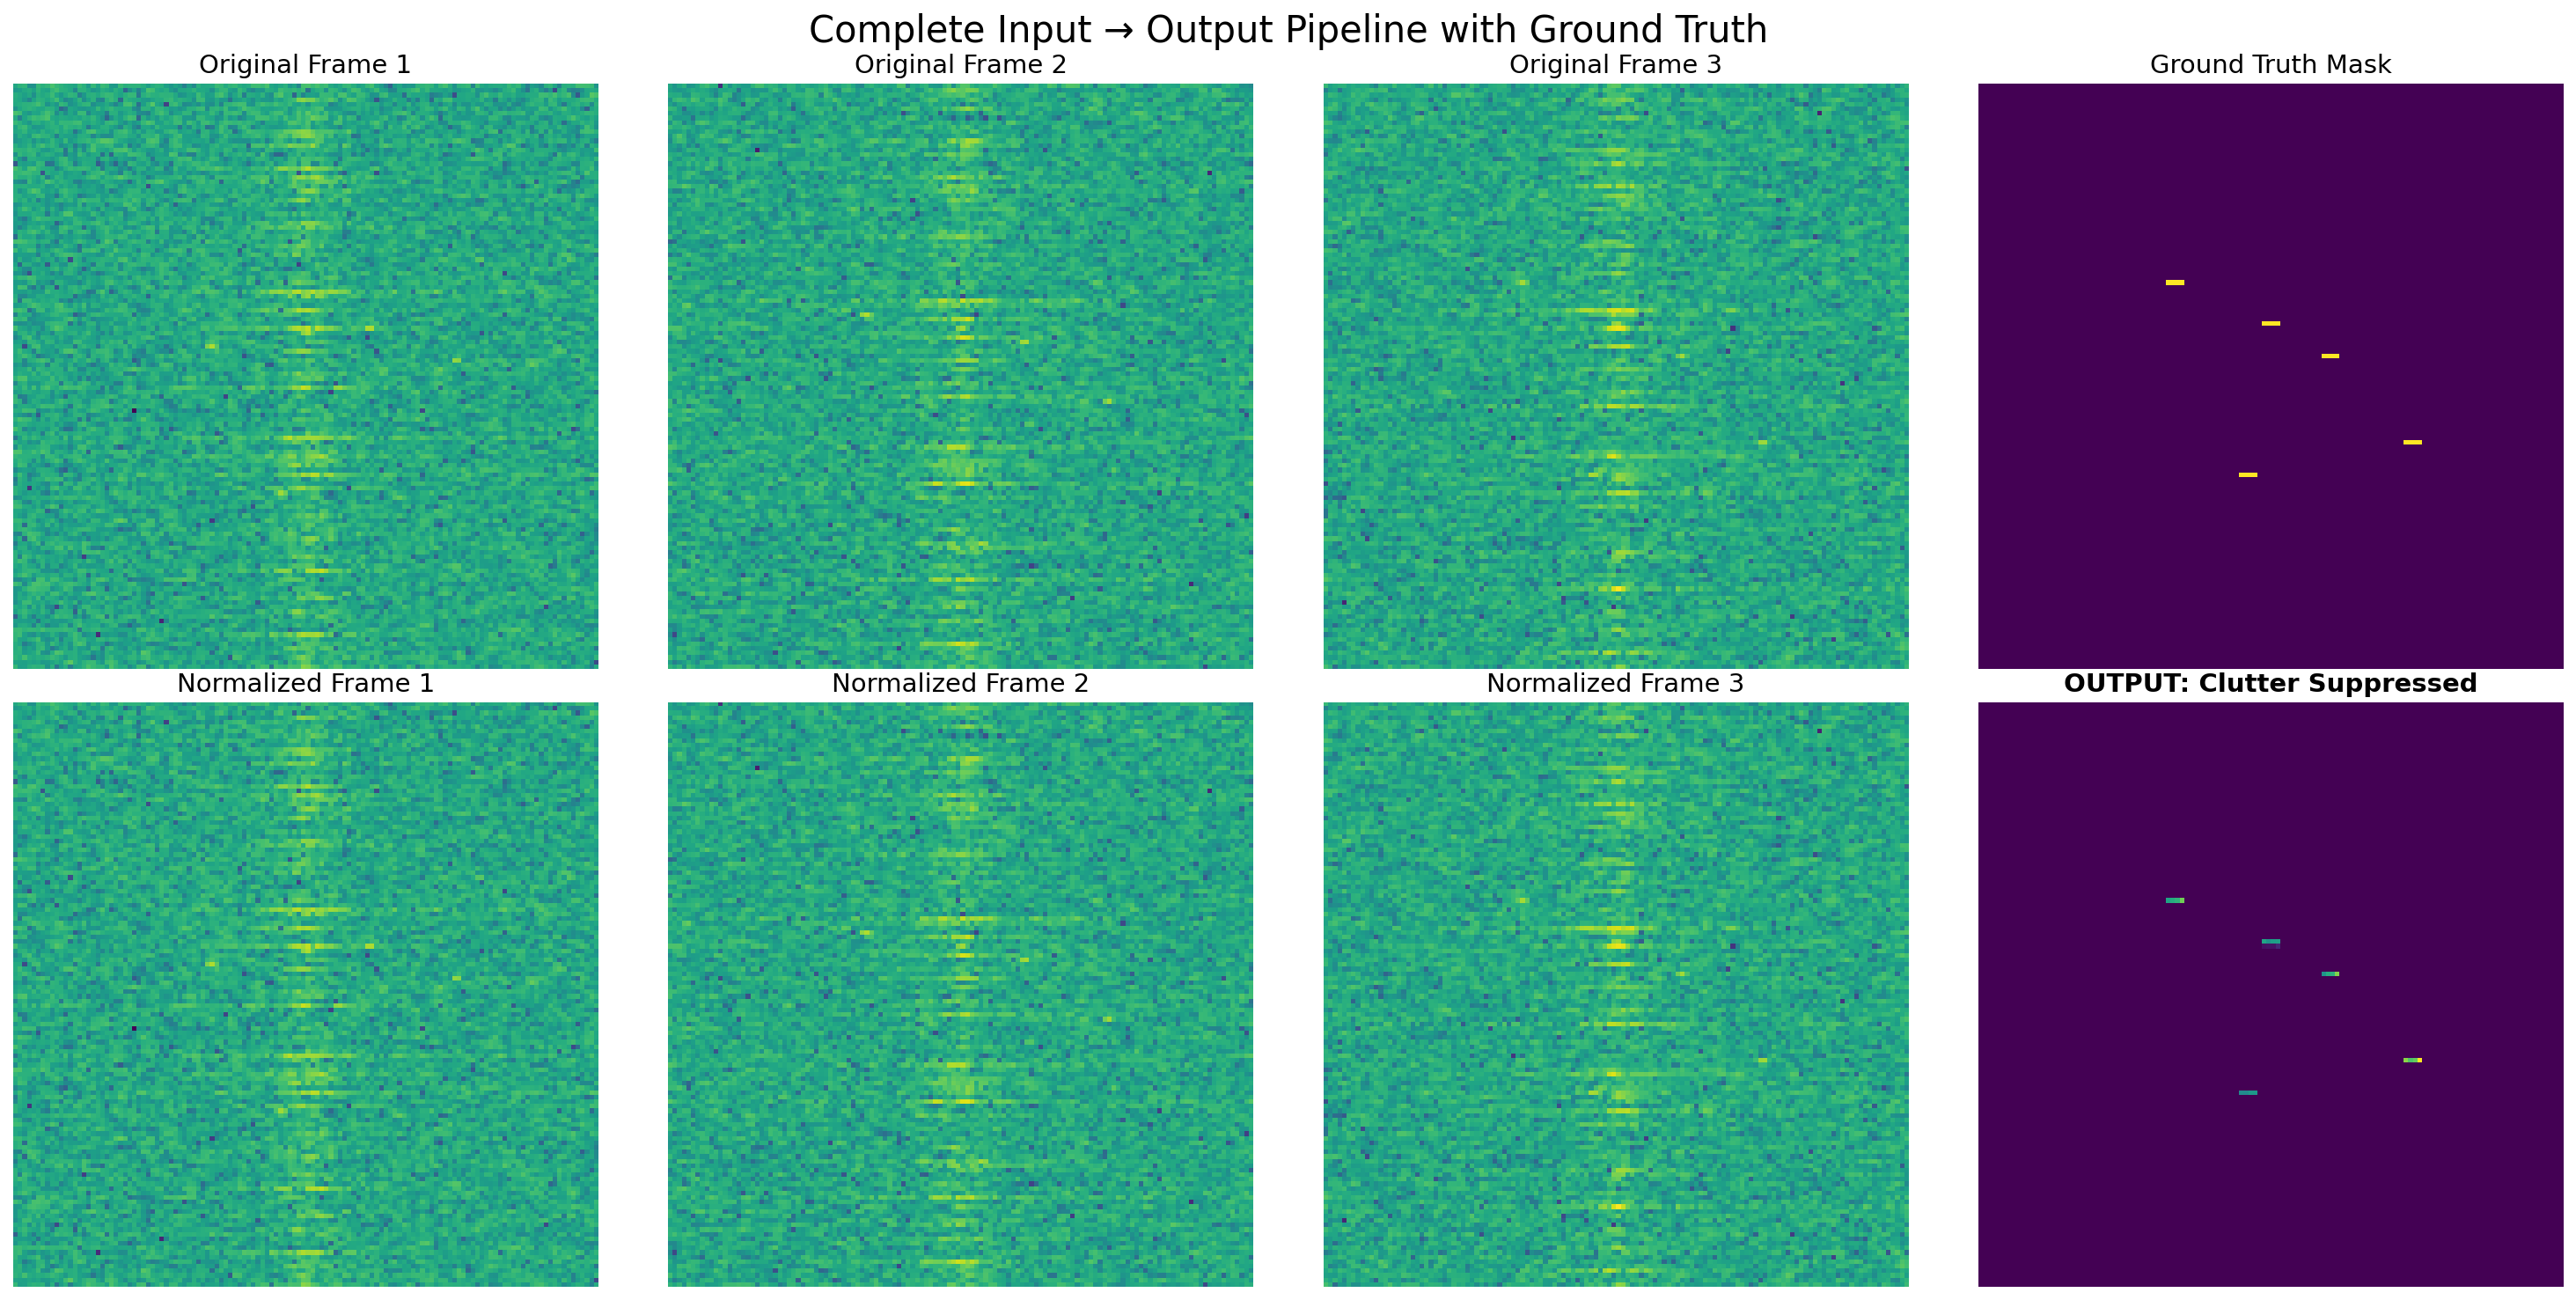 Complete Input → Output Pipeline with Ground Truth
Original Frame 1
Original Frame 2
Original Frame 3
Ground Truth Mask
Normalized Frame 1
Normalized Frame 2
Normalized Frame 3
OUTPUT: Clutter Suppressed